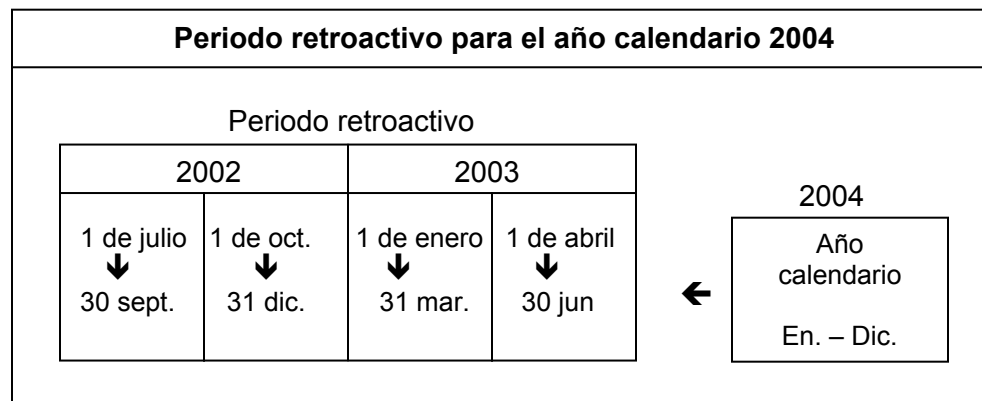 Periodo retroactivo para el año calendario 2004
Periodo retroactivo
2002 2003
2004
1 de julio 1 de oct. 1 de enero 1 de abril
30 sept. 31 dic. 31 mar. 30 jun
Año
calendario
En. – Dic.